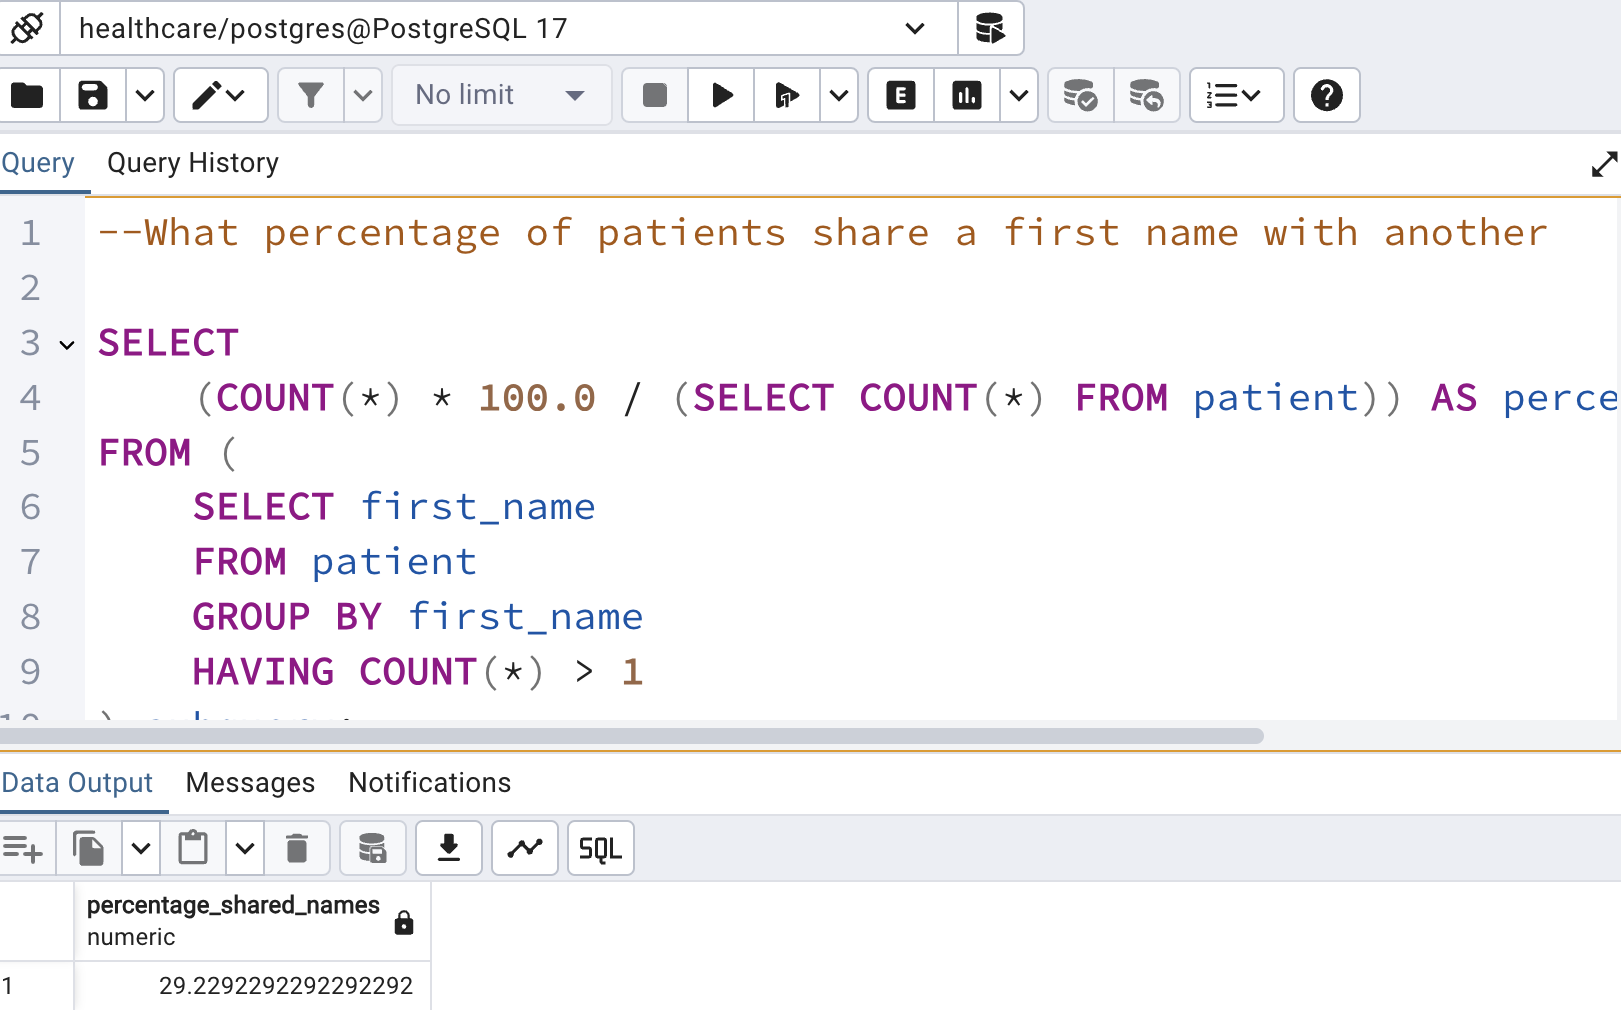 healthcare/postgres@PostgreSQL 17
No limit
E
Query Query History
1 --What percentage of patients share a first name with another
2
3 SELECT
4 (COUNT(*) * 100.0 / (SELECT COUNT(*) FROM patient)) AS perce
5 FROM (
6 SELECT first_name
7 FROM patient
8 GROUP BY first_name
9 HAVING COUNT(*) > 1
Data Output Messages Notifications
SQL
percentage_shared_names
numeric
1 29.2292292292292292